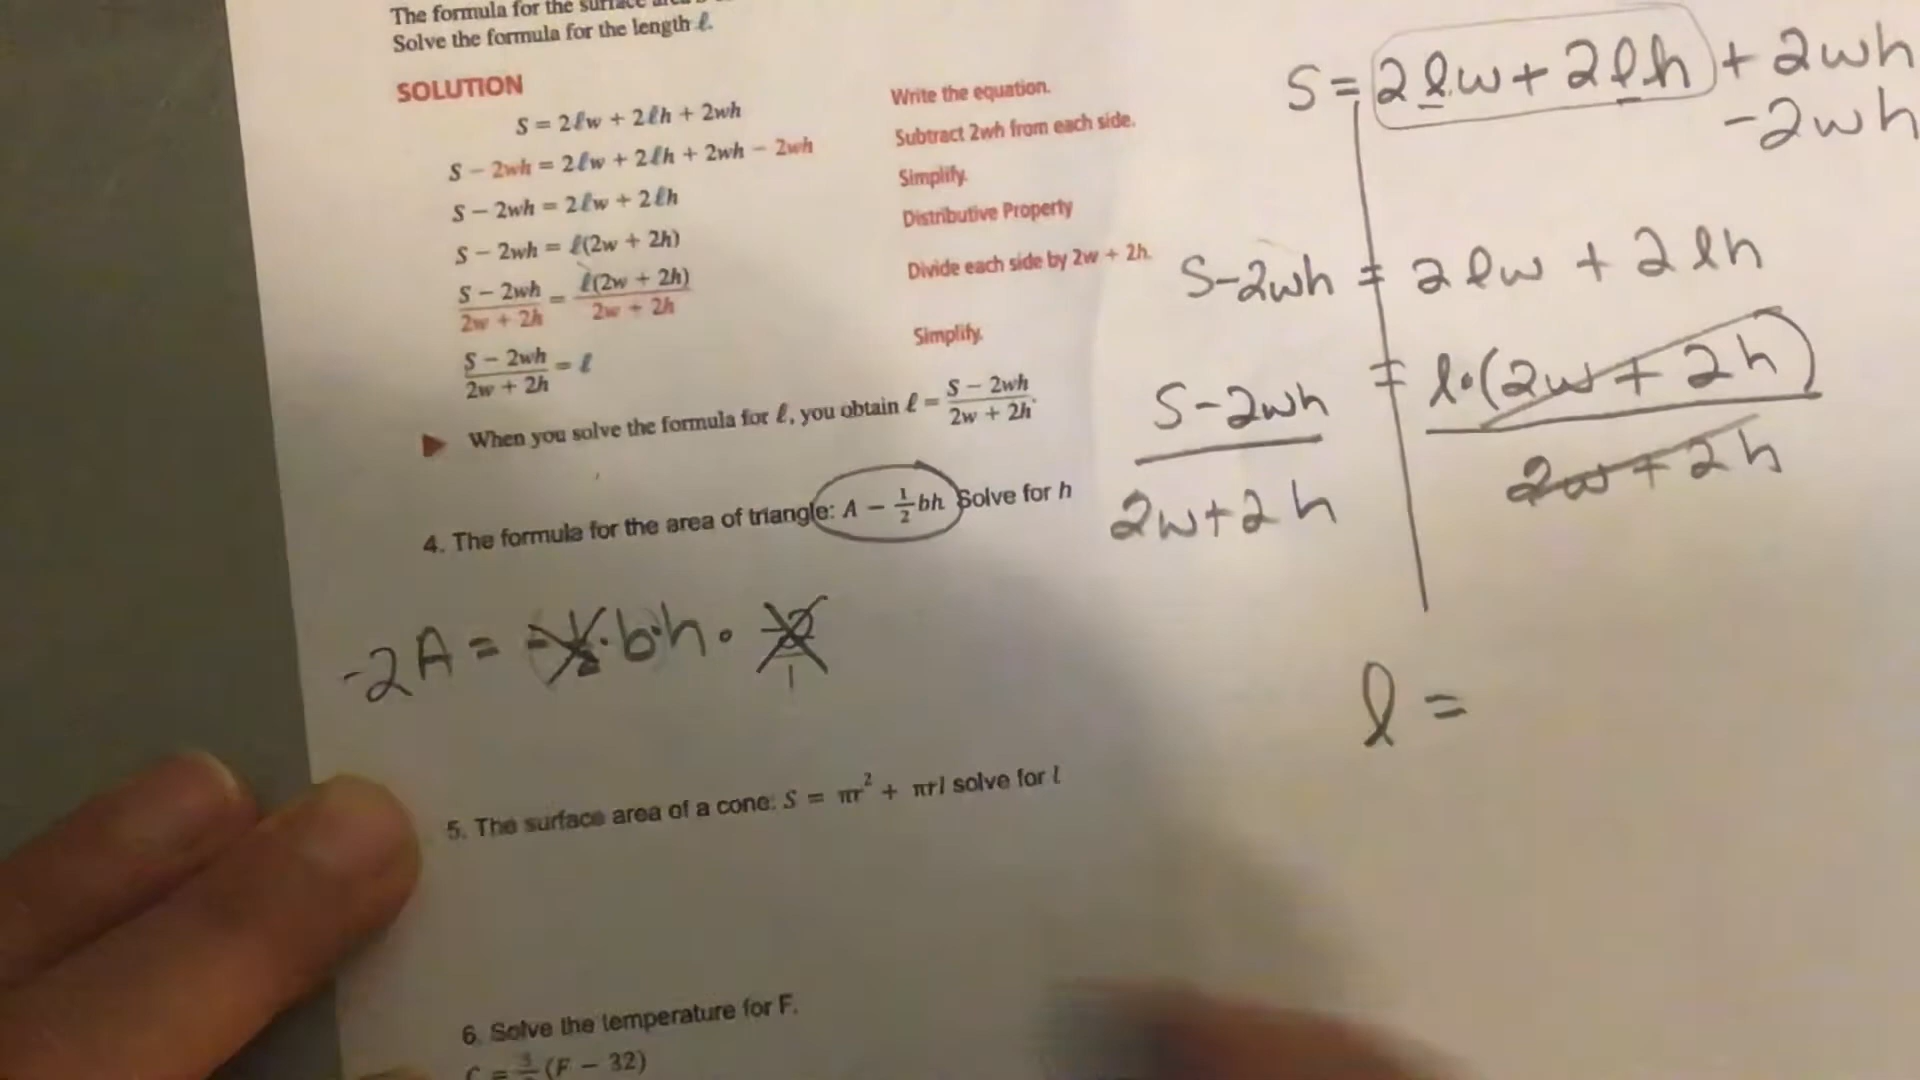 The formula for the surface
Solve the formula for the length ℓ.
SOLUTION
S = 2ℓw + 2ℓh + 2wh Write the equation.
S − 2wh = 2ℓw + 2ℓh + 2wh − 2wh Subtract 2wh from each side.
S − 2wh = 2ℓw + 2ℓh Simplify.
S − 2wh = ℓ(2w + 2h) Distributive Property
(S − 2wh)/(2w + 2h) = ℓ(2w + 2h)/(2w + 2h) Divide each side by 2w + 2h.
(S − 2wh)/(2w + 2h) = ℓ Simplify.
When you solve the formula for ℓ, you obtain ℓ = (S − 2wh)/(2w + 2h).
4. The formula for the area of triangle: A − 1/2 bh Solve for h
-2A = -1/2 · b · h ·
1
5. The surface area of a cone: S = πr² + πrl solve for l
6. Solve the temperature for F.
(F − 32)
S = 2ℓw + 2ℓh + 2wh
-2wh
S-2wh = 2ℓw + 2ℓh
S-2wh = ℓ·(2w + 2h)
2w+2h 2w+2h
ℓ =